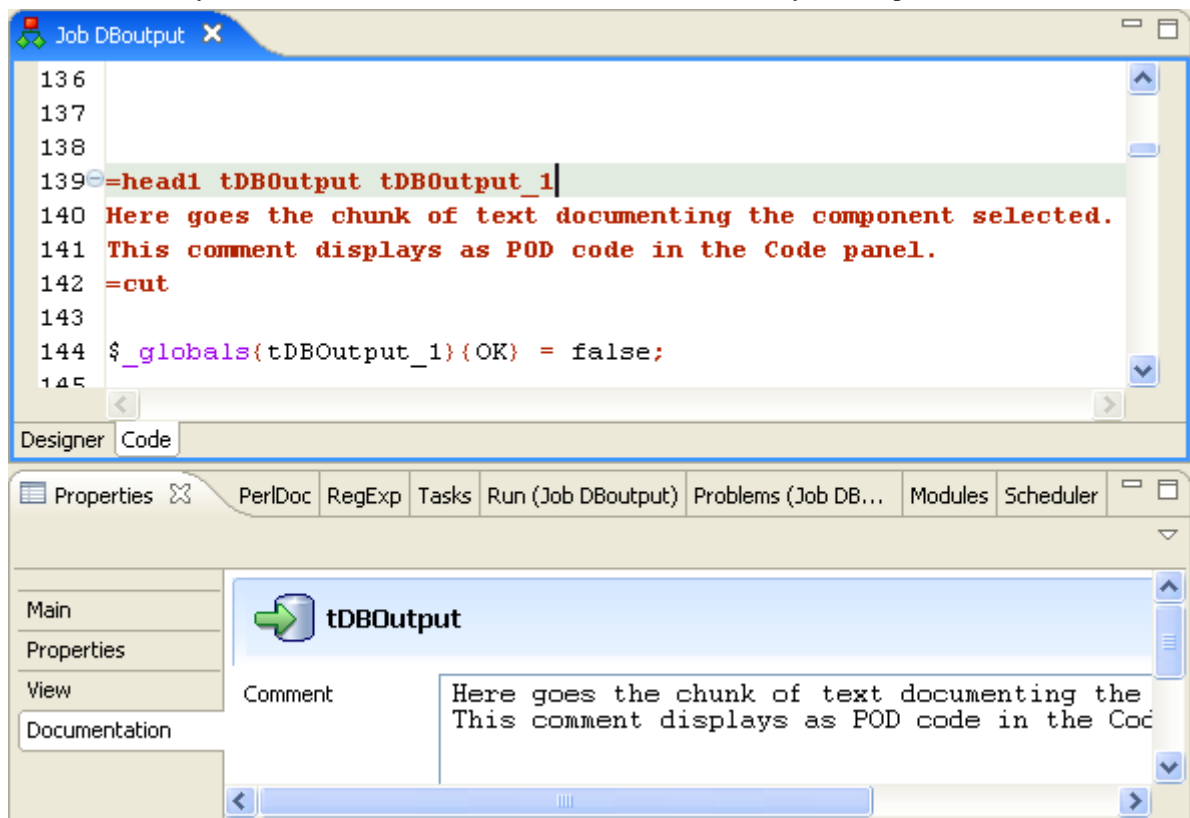 Job DBoutput
136
137
138
139 =head1 tDBOutput tDBOutput_1
140 Here goes the chunk of text documenting the component selected.
141 This comment displays as POD code in the Code panel.
142 =cut
143
144 $_globals{tDBOutput_1}{OK} = false;
145
Designer Code
Properties PerlDoc RegExp Tasks Run (Job DBoutput) Problems (Job DB... Modules Scheduler
Main
tDBOutput
Properties
View
Documentation
Comment
Here goes the chunk of text documenting the
This comment displays as POD code in the Cod